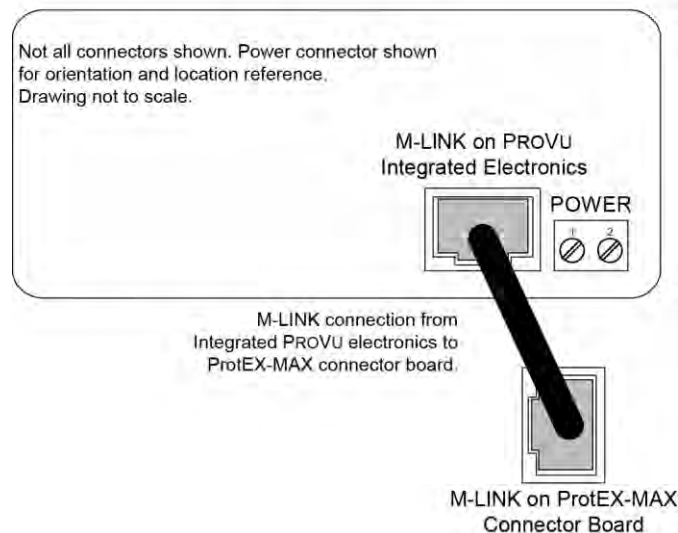 Not all connectors shown. Power connector shown
for orientation and location reference.
Drawing not to scale.
M-LINK on PROVU
Integrated Electronics
POWER
1 2
M-LINK connection from
Integrated PROVU electronics to
ProtEX-MAX connector board.
M-LINK on ProtEX-MAX
Connector Board